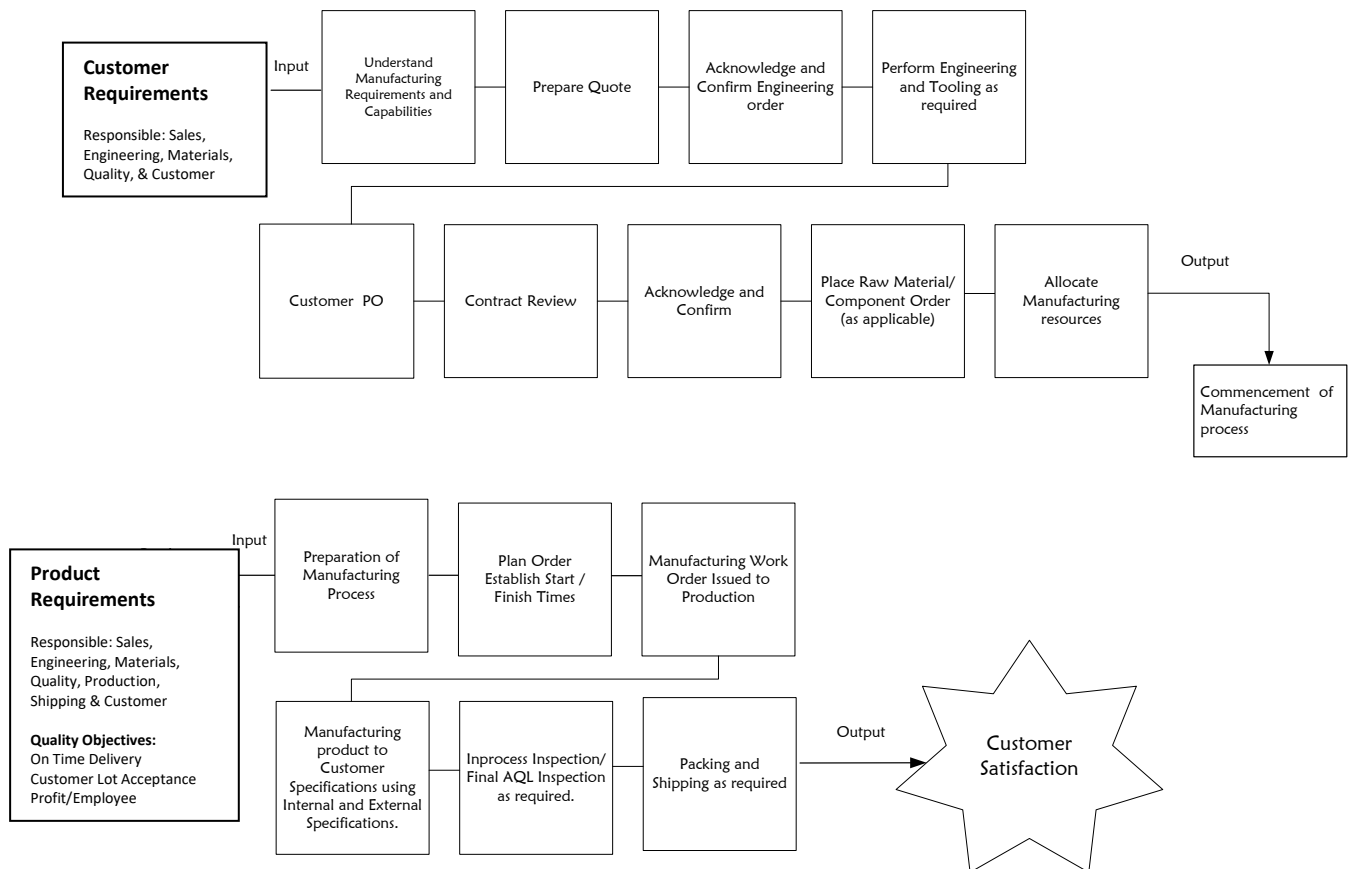 Customer
Requirements
Responsible: Sales,
Engineering, Materials,
Quality, & Customer
Input
Understand
Manufacturing
Requirements and
Capabilities
Prepare Quote
Acknowledge and
Confirm Engineering
order
Perform Engineering
and Tooling as
required
Customer PO
Contract Review
Acknowledge and
Confirm
Place Raw Material/
Component Order
(as applicable)
Allocate
Manufacturing
resources
Output
Commencement of
Manufacturing
process
Product
Requirements
Responsible: Sales,
Engineering, Materials,
Quality, Production,
Shipping & Customer
Quality Objectives:
On Time Delivery
Customer Lot Acceptance
Profit/Employee
Input
Preparation of
Manufacturing
Process
Plan Order
Establish Start /
Finish Times
Manufacturing Work
Order Issued to
Production
Manufacturing
product to
Customer
Specifications using
Internal and External
Specifications.
Inprocess Inspection/
Final AQL Inspection
as required.
Packing and
Shipping as required
Output
Customer
Satisfaction